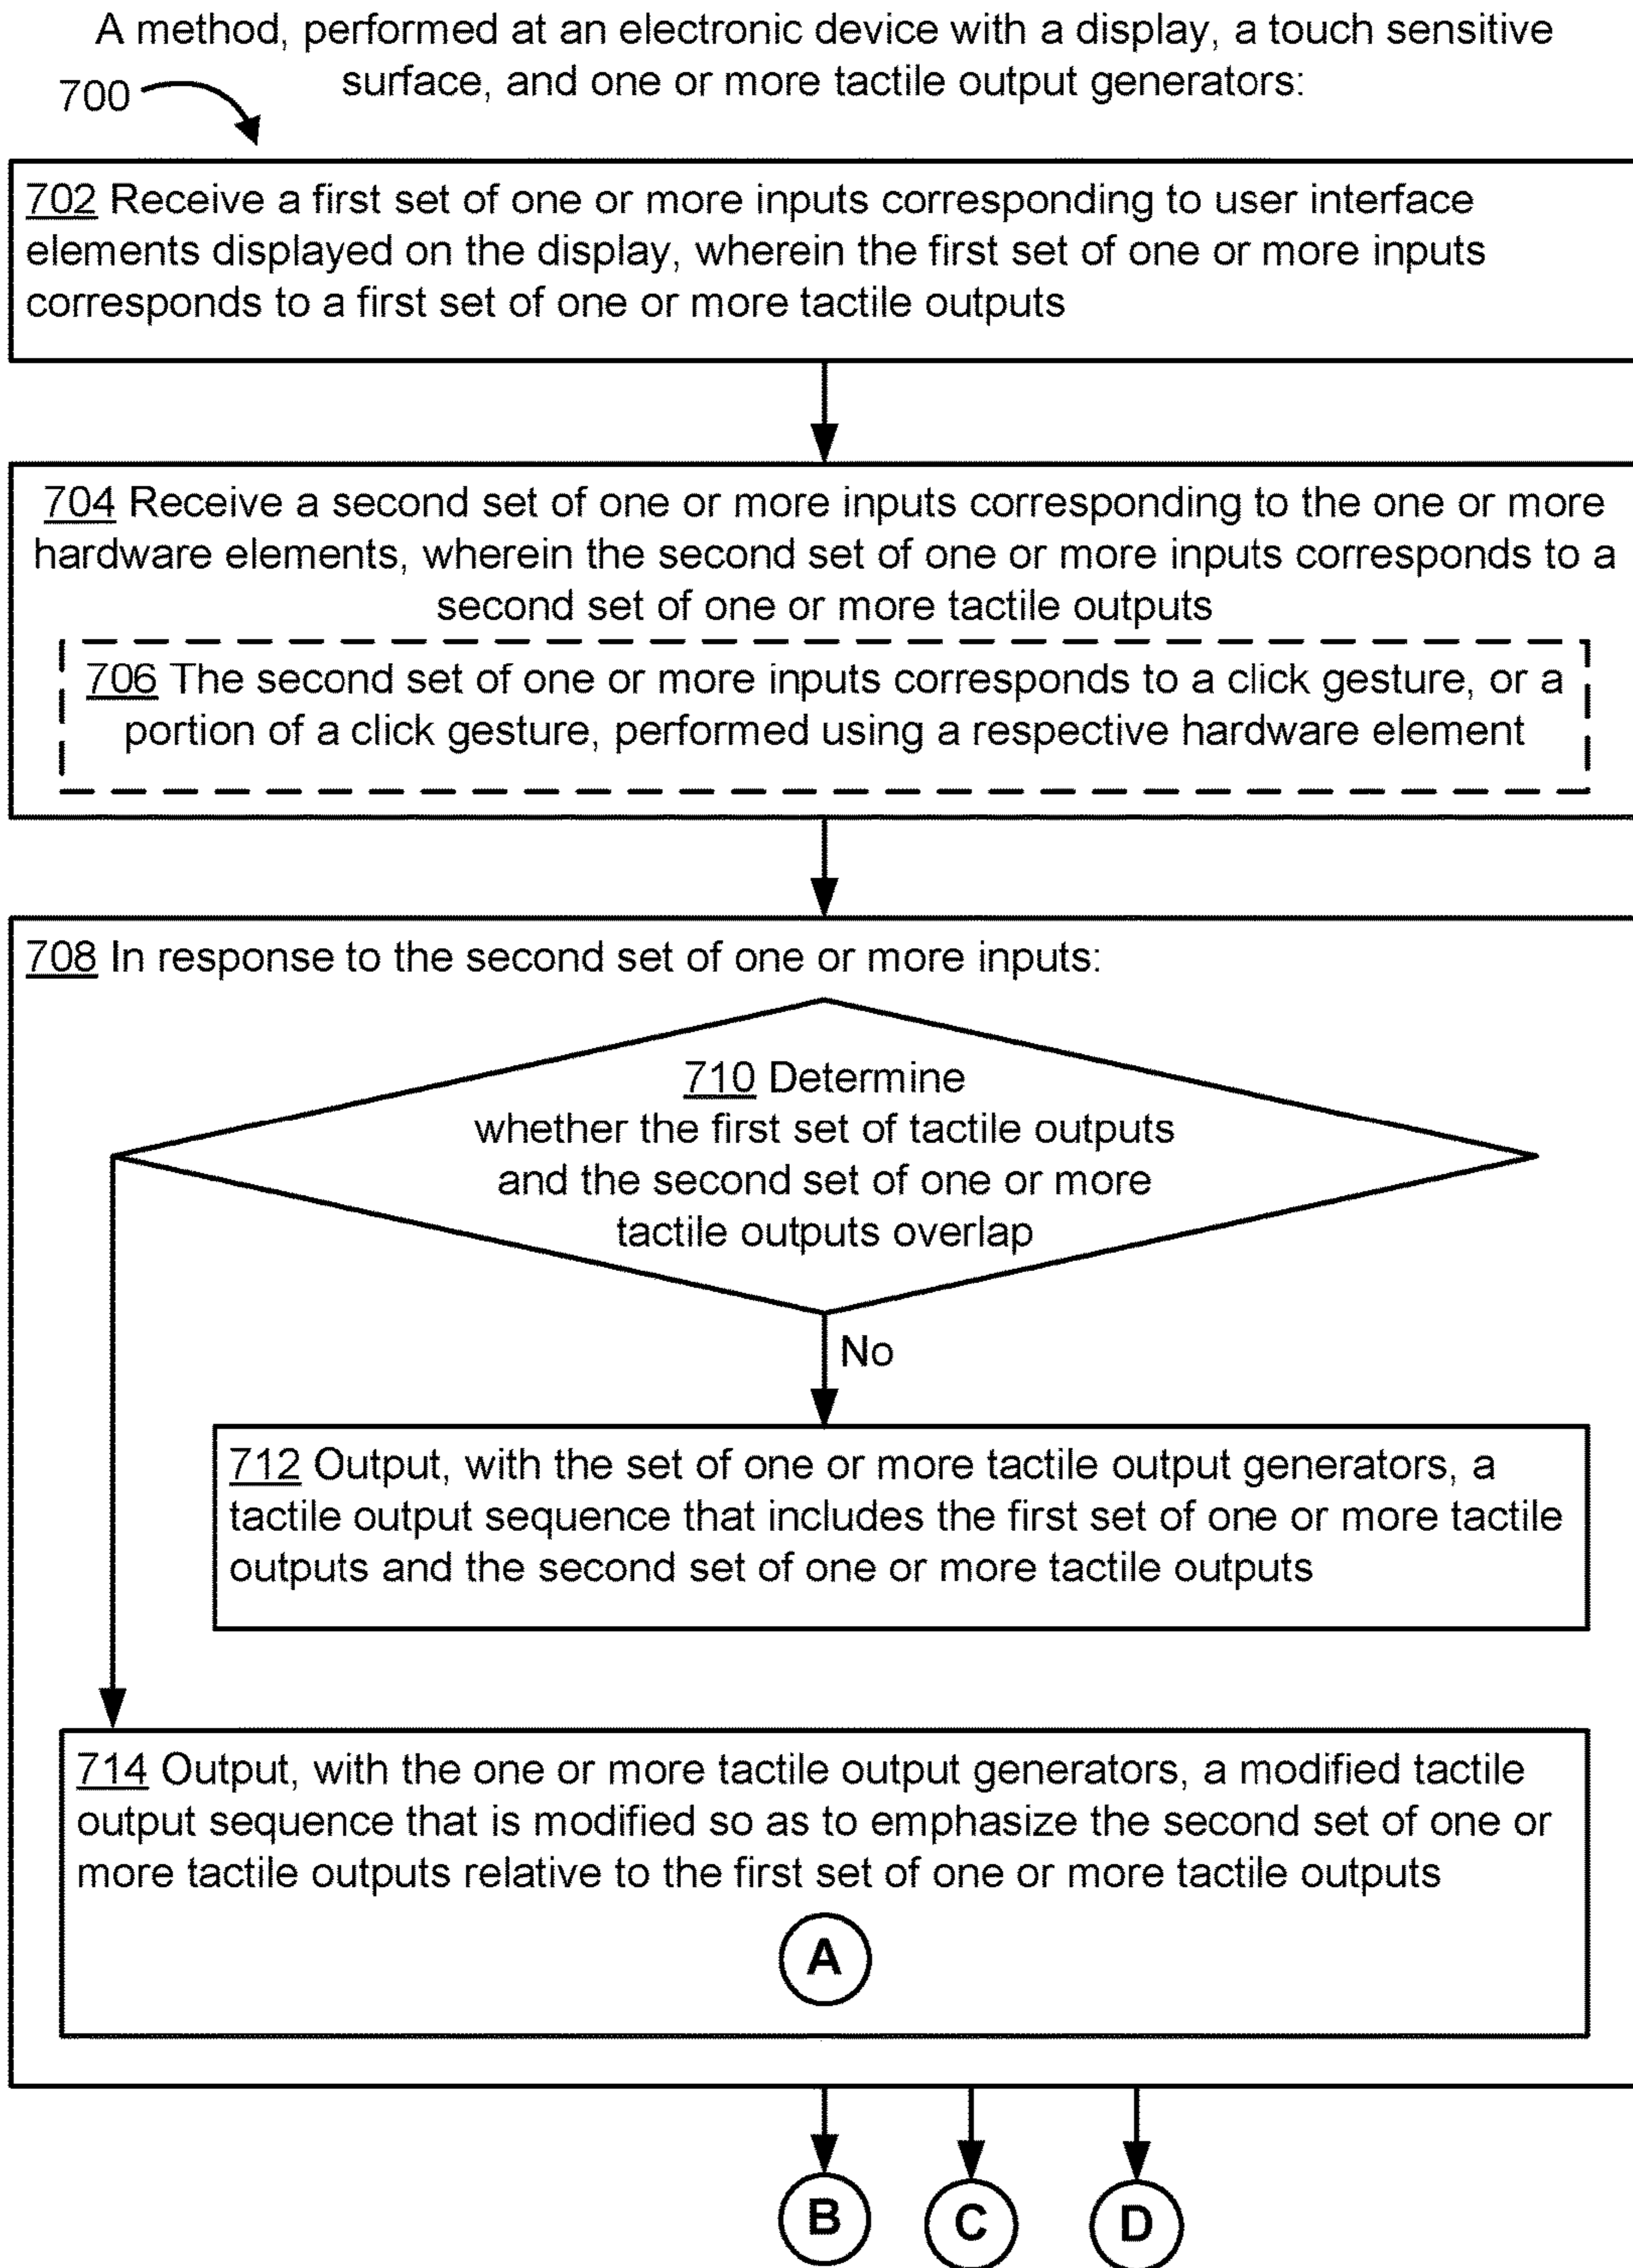 A method, performed at an electronic device with a display, a touch sensitive
surface, and one or more tactile output generators:
700
702 Receive a first set of one or more inputs corresponding to user interface
elements displayed on the display, wherein the first set of one or more inputs
corresponds to a first set of one or more tactile outputs
704 Receive a second set of one or more inputs corresponding to the one or more
hardware elements, wherein the second set of one or more inputs corresponds to a
second set of one or more tactile outputs
706 The second set of one or more inputs corresponds to a click gesture, or a
portion of a click gesture, performed using a respective hardware element
708 In response to the second set of one or more inputs:
710 Determine
whether the first set of tactile outputs
and the second set of one or more
tactile outputs overlap
No
712 Output, with the set of one or more tactile output generators, a
tactile output sequence that includes the first set of one or more tactile
outputs and the second set of one or more tactile outputs
714 Output, with the one or more tactile output generators, a modified tactile
output sequence that is modified so as to emphasize the second set of one or
more tactile outputs relative to the first set of one or more tactile outputs
A
B
C
D